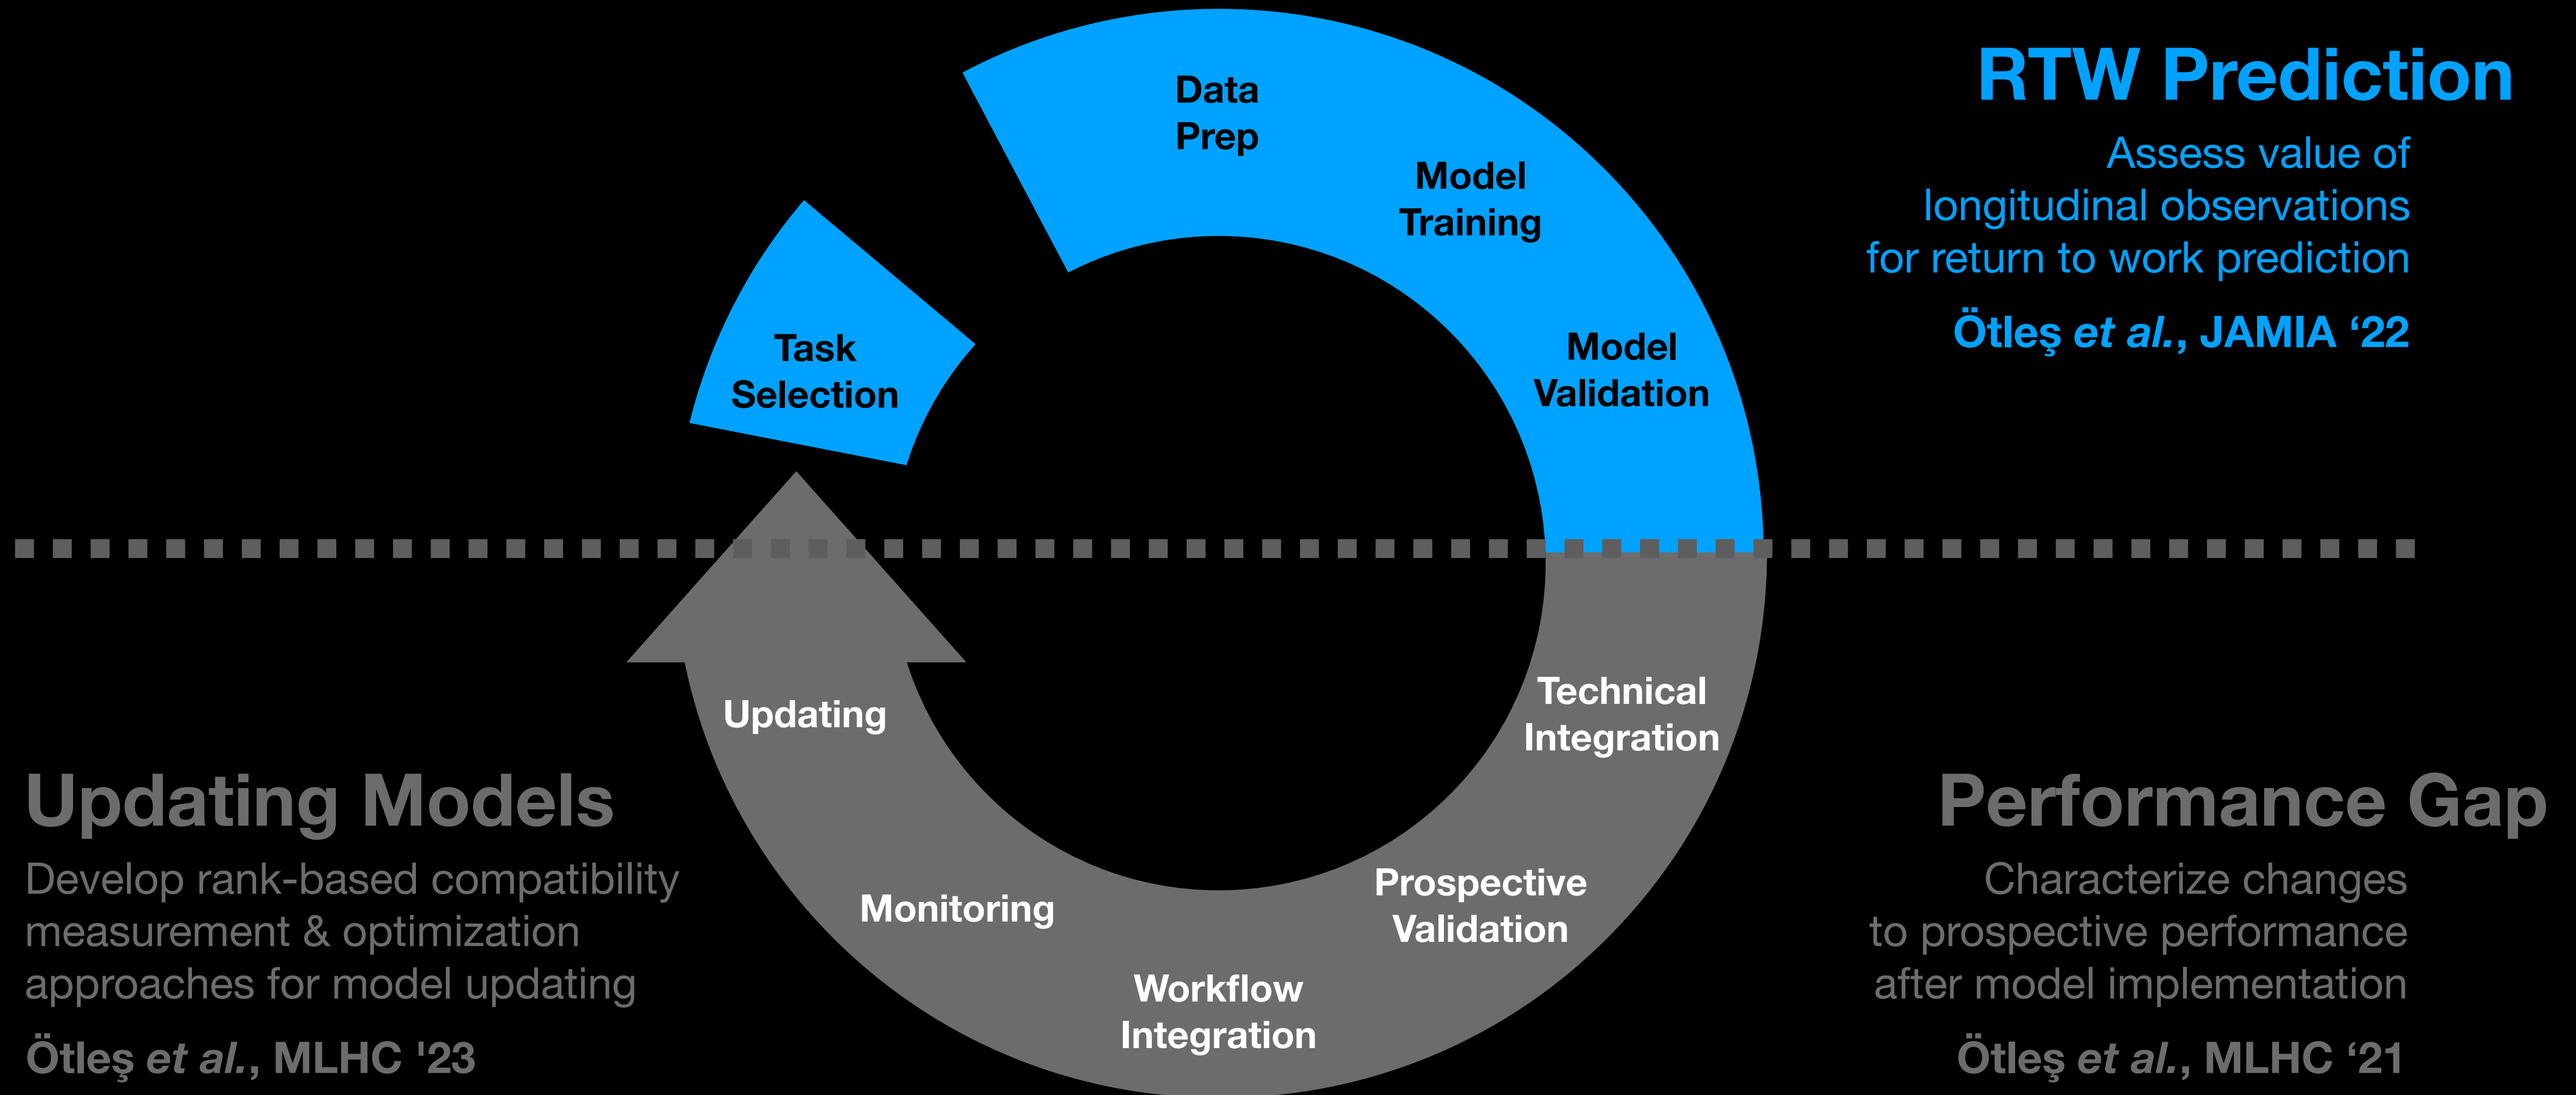 RTW Prediction
Assess value of
longitudinal observations
for return to work prediction
Ötleş et al., JAMIA ‘22
Task
Selection
Data
Prep
Model
Training
Model
Validation
Technical
Integration
Prospective
Validation
Workflow
Integration
Monitoring
Updating
Performance Gap
Characterize changes
to prospective performance
after model implementation
Ötleş et al., MLHC ‘21
Updating Models
Develop rank-based compatibility
measurement & optimization
approaches for model updating
Ötleş et al., MLHC '23